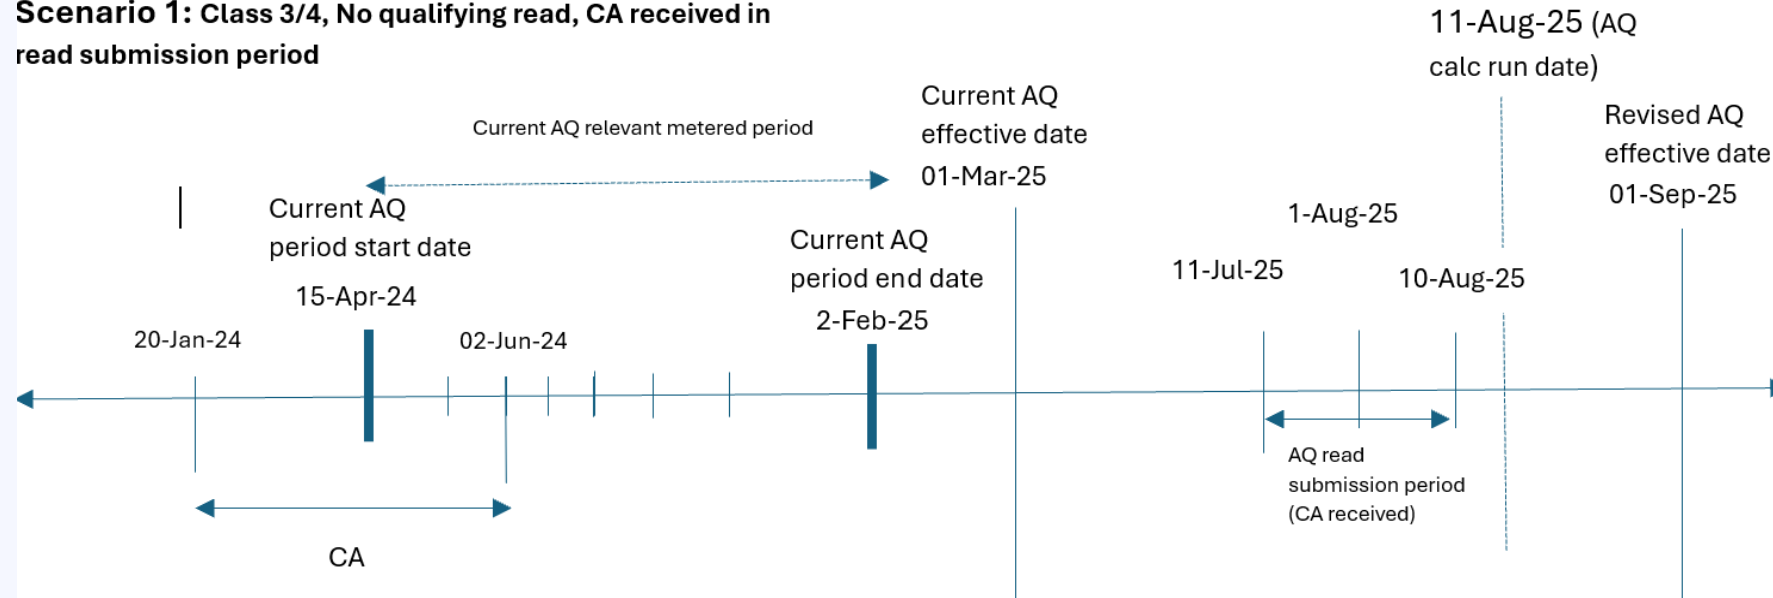 Scenario 1: Class 3/4, No qualifying read, CA received in
read submission period
11-Aug-25 (AQ
calc run date)
Current AQ
effective date
01-Mar-25
Revised AQ
effective date
01-Sep-25
Current AQ relevant metered period
Current AQ
period start date
15-Apr-24
Current AQ
period end date
2-Feb-25
1-Aug-25
11-Jul-25
10-Aug-25
20-Jan-24
02-Jun-24
AQ read
submission period
(CA received)
CA